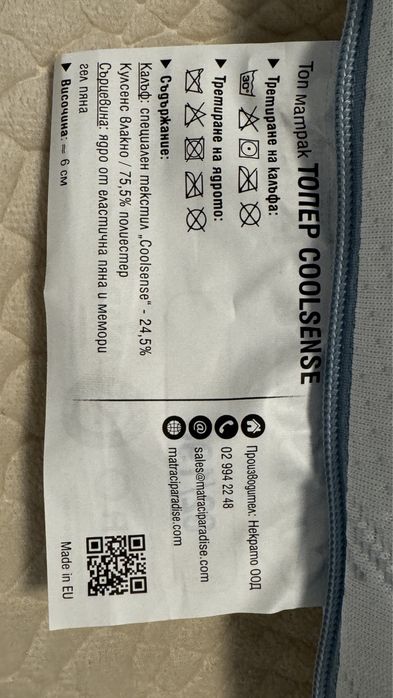 Топ матрак ТОПЕР COOLSENSE
▶ Третиране на калъфа:
30°
▶ Третиране на ядрото:
▶ Съдържание:
Калъф: специален текстил „Coolsense“ - 24,5%
Кулсенс влакно / 75,5% полиестер
Сърцевина: ядро от еластична пяна и мемори
гел пяна
▶ Височина: = 6 см
Производител: Некрато ООД
02 994 22 48
sales@matraciparadise.com
matraciparadise.com
Made in EU